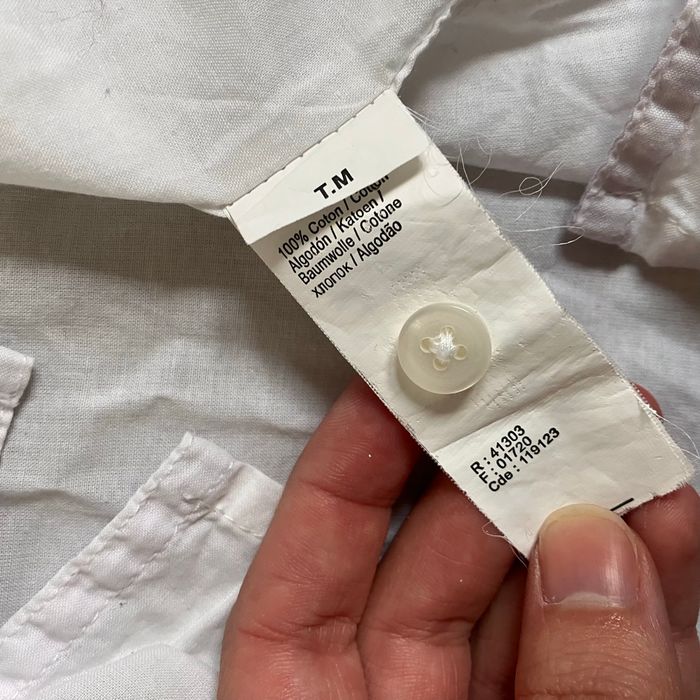 T.M
100% Coton / Cotton
Algodón / Katoen /
Baumwolle / Cotone
хлопок / Algodão
R : 41303
F : 01720
Cde : 119123